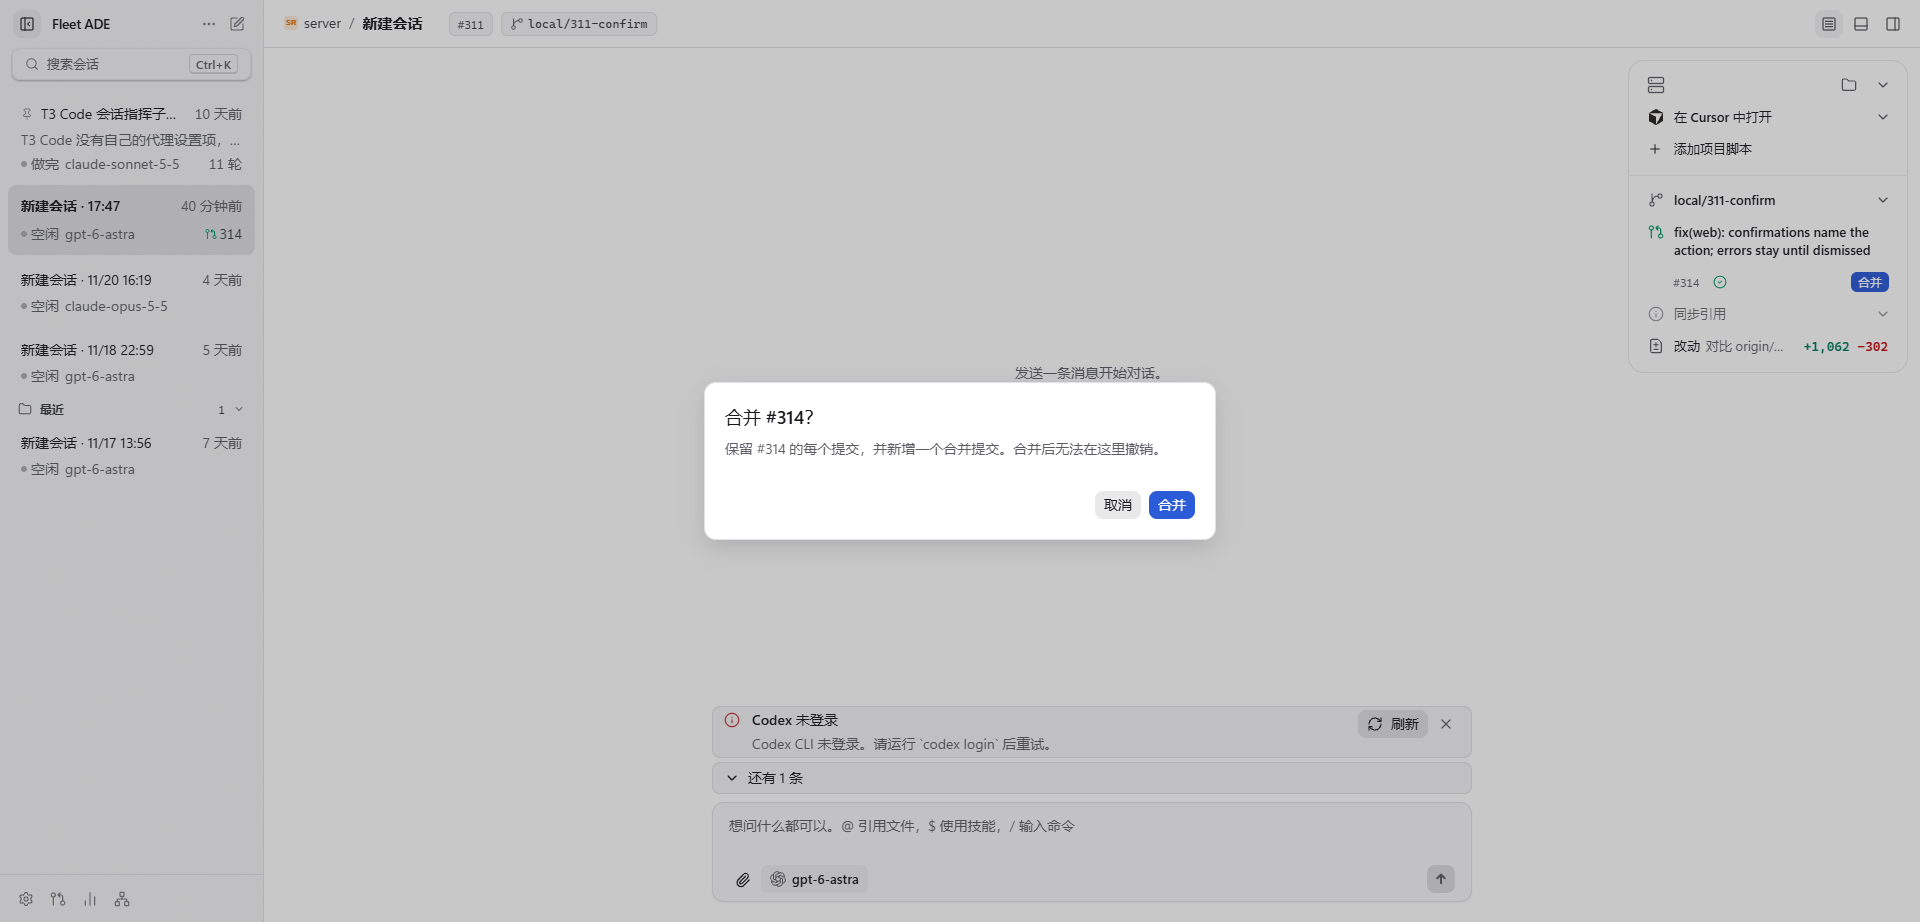 Fleet ADE
搜索会话 Ctrl+K
T3 Code 会话指挥子... 10 天前
T3 Code 没有自己的代理设置项，...
做完 claude-sonnet-5-5 11 轮
新建会话 · 17:47 40 分钟前
空闲 gpt-6-astra 314
新建会话 · 11/20 16:19 4 天前
空闲 claude-opus-5-5
新建会话 · 11/18 22:59 5 天前
空闲 gpt-6-astra
最近 1
新建会话 · 11/17 13:56 7 天前
空闲 gpt-6-astra
SR server / 新建会话 #311 local/311-confirm
在 Cursor 中打开
添加项目脚本
local/311-confirm
fix(web): confirmations name the
action; errors stay until dismissed
#314 合并
同步引用
改动 对比 origin/... +1,062 −302
发送一条消息开始对话。
合并 #314?
保留 #314 的每个提交，并新增一个合并提交。合并后无法在这里撤销。
取消 合并
Codex 未登录 刷新
Codex CLI 未登录。请运行 `codex login` 后重试。
还有 1 条
想问什么都可以。@ 引用文件，$ 使用技能，/ 输入命令
gpt-6-astra